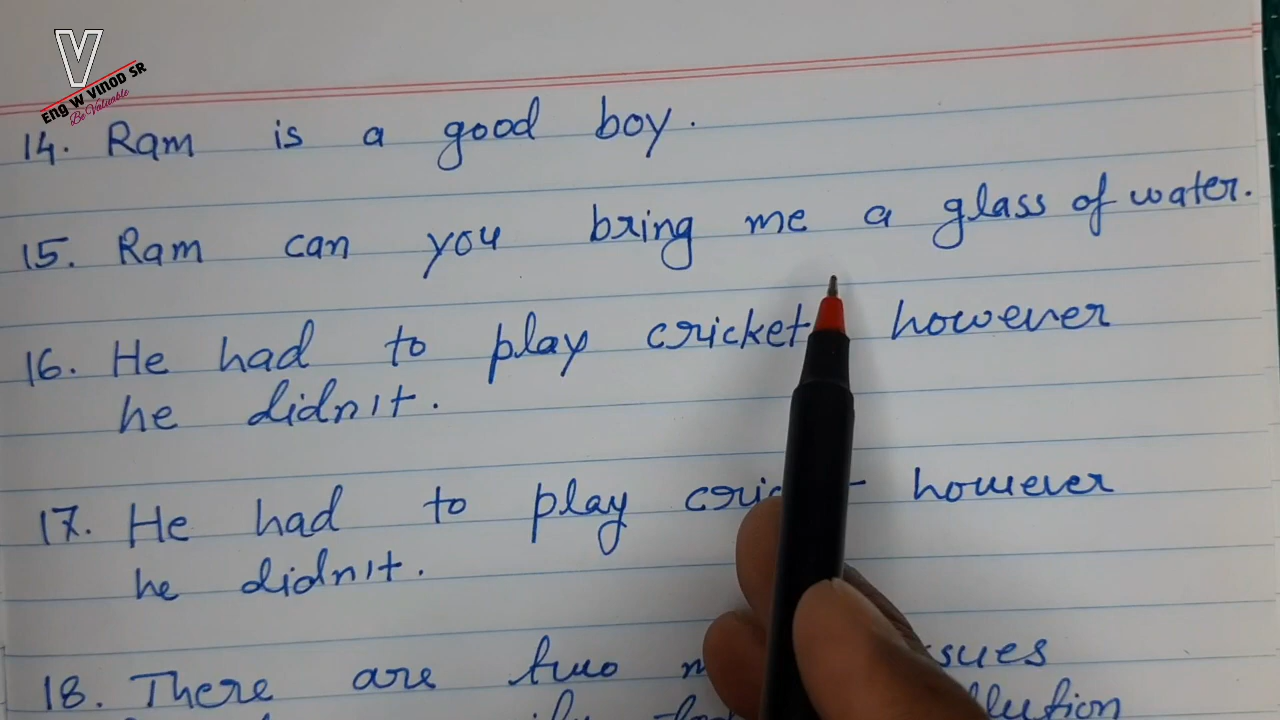 V
Eng W VINOD SR
Be Valuable
14. Ram is a good boy.
15. Ram can you bring me a glass of water.
16. He had to play cricket however
he didn't.
17. He had to play however
he didn't.
18. There are two